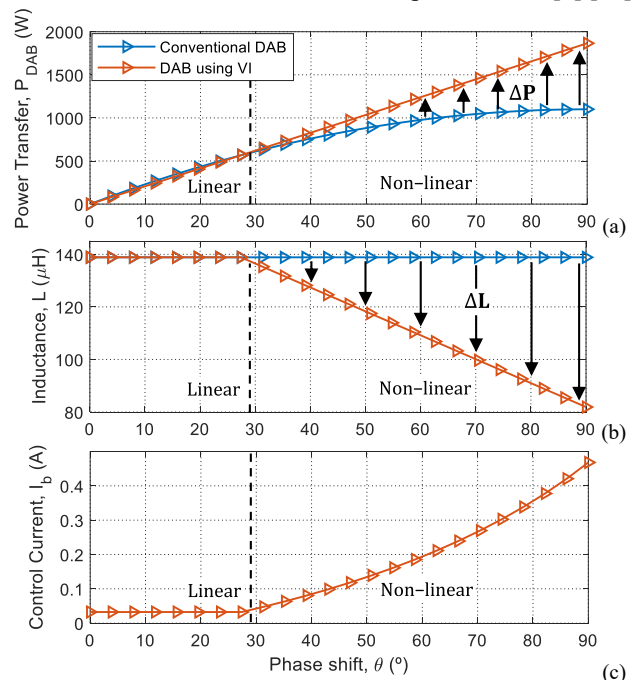 2000
1500
1000
500
0
Power Transfer, P_DAB (W)
Conventional DAB
DAB using VI
ΔP
Linear
Non−linear
0 10 20 30 40 50 60 70 80 90
(a)
140
120
100
80
Inductance, L (μH)
ΔL
Linear
Non−linear
0 10 20 30 40 50 60 70 80 90
(b)
0.4
0.3
0.2
0.1
0
Control Current, I_b (A)
Linear
Non−linear
0 10 20 30 40 50 60 70 80 90
Phase shift, θ (º)
(c)